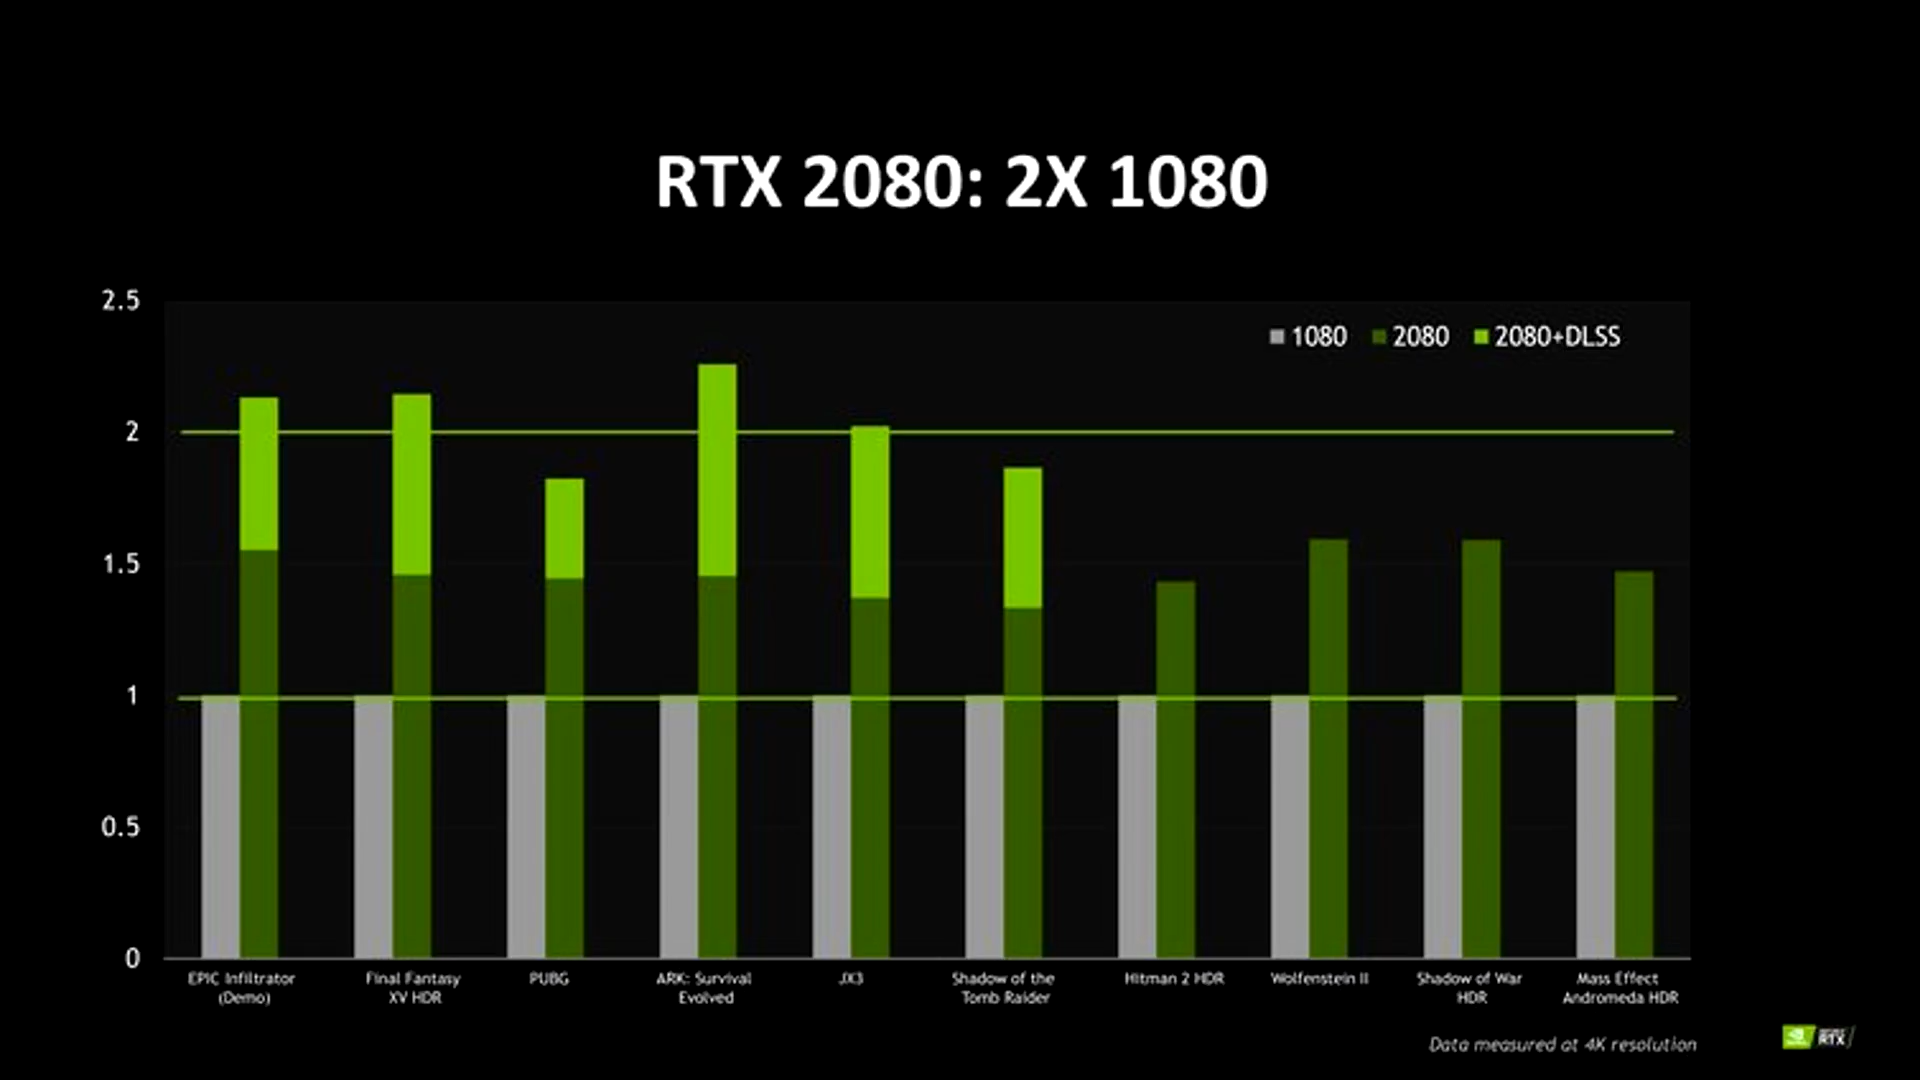 RTX 2080: 2X 1080
2.5
1080 2080 2080+DLSS
2
1.5
1
0.5
0
EPIC Infiltrator
(Demo)
Final Fantasy
XV HDR
PUBG
ARK: Survival
Evolved
JX3
Shadow of the
Tomb Raider
Hitman 2 HDR
Wolfenstein II
Shadow of War
HDR
Mass Effect
Andromeda HDR
Data measured at 4K resolution
RTX